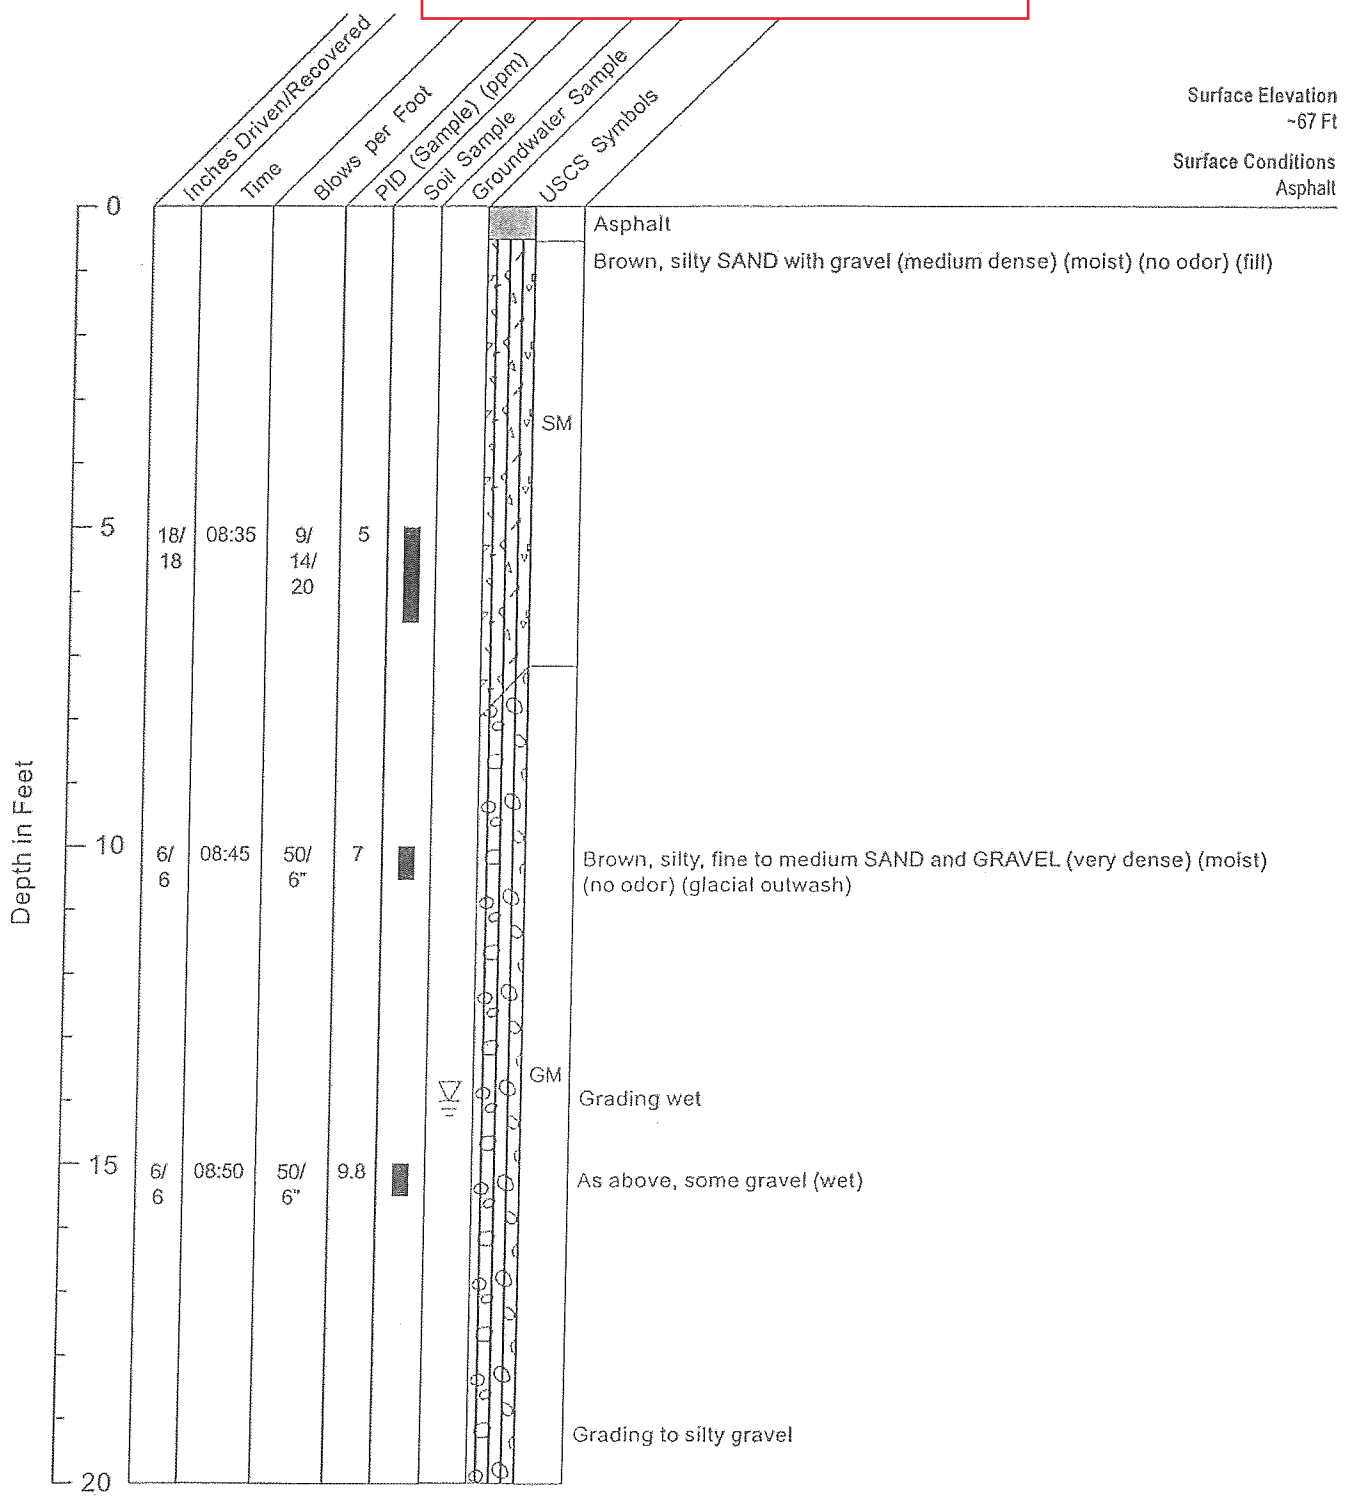 Inches Driven/Recovered
Time
Blows per Foot
PID (Sample) (ppm)
Soil Sample
Groundwater Sample
USCS Symbols
Surface Elevation
~67 Ft
Surface Conditions
Asphalt
Depth in Feet
0
Asphalt
Brown, silty SAND with gravel (medium dense) (moist) (no odor) (fill)
SM
5
18/
18
08:35
9/
14/
20
5
10
6/
6
08:45
50/
6"
7
Brown, silty, fine to medium SAND and GRAVEL (very dense) (moist)
(no odor) (glacial outwash)
GM
Grading wet
15
6/
6
08:50
50/
6"
9.8
As above, some gravel (wet)
Grading to silty gravel
20